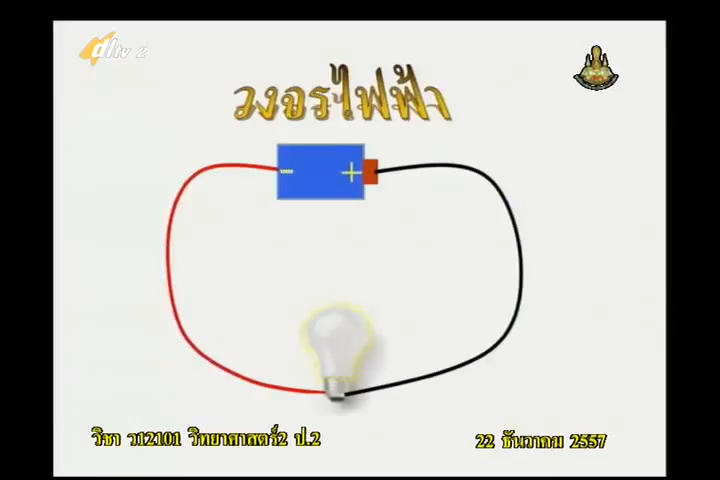 dltv 2
วงจรไฟฟ้า
- +
วิชา ว12101 วิทยาศาสตร์2 ป.2
22 ธันวาคม 2557